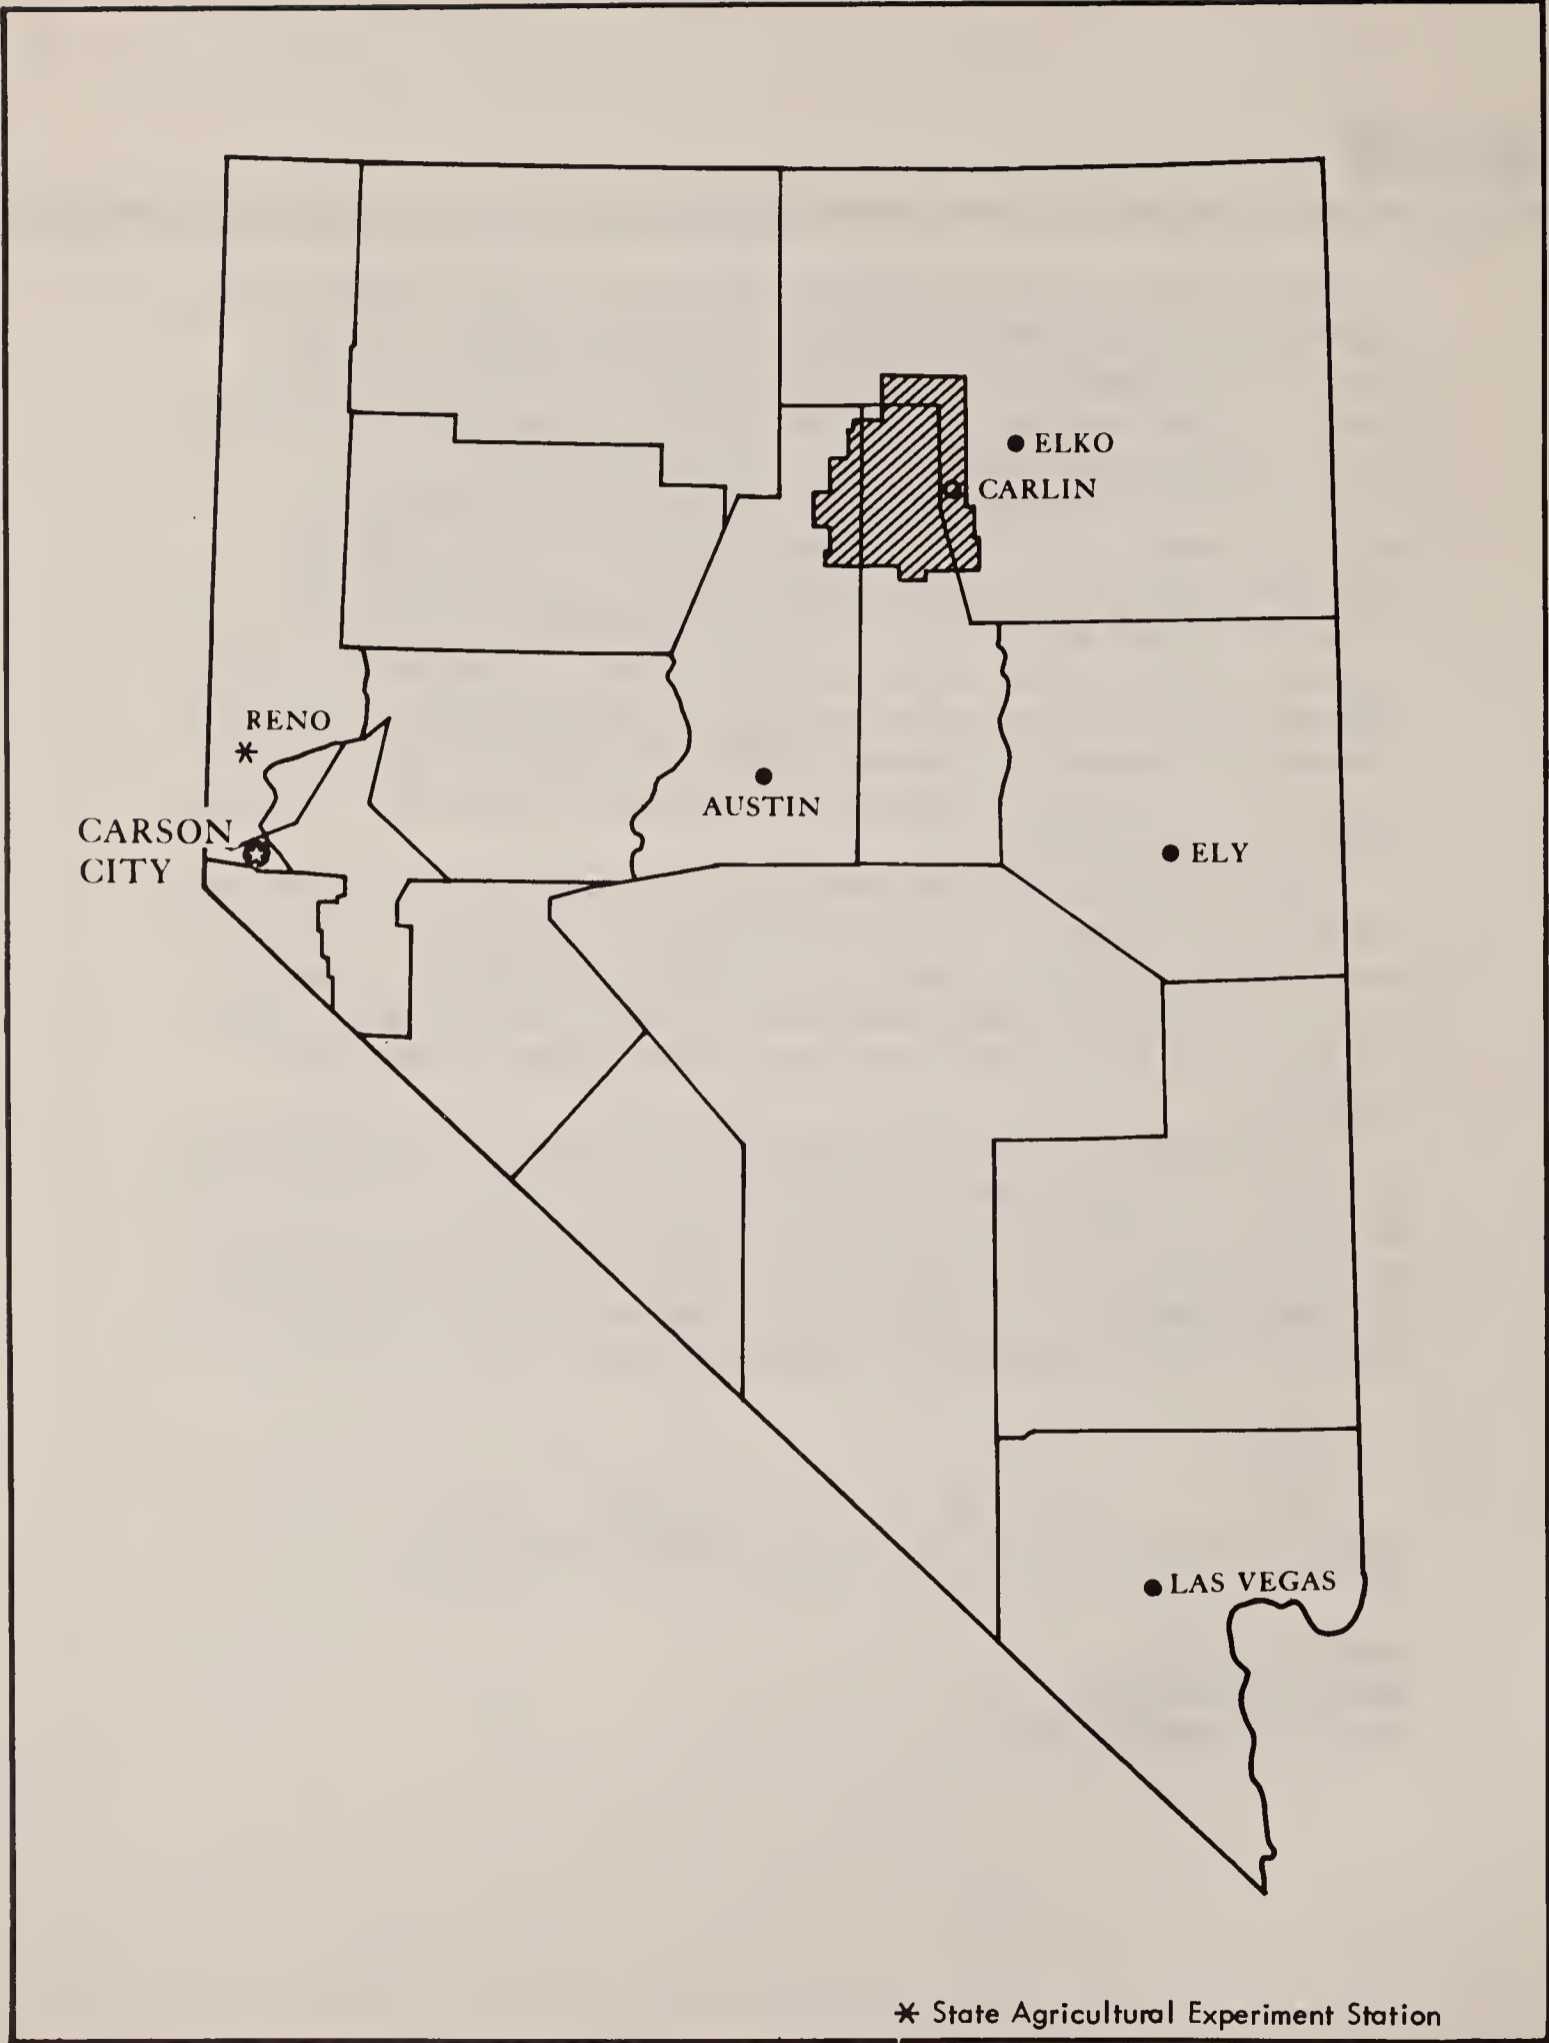 ELKO
CARLIN
RENO
AUSTIN
CARSON
CITY
ELY
LAS VEGAS
* State Agricultural Experiment Station